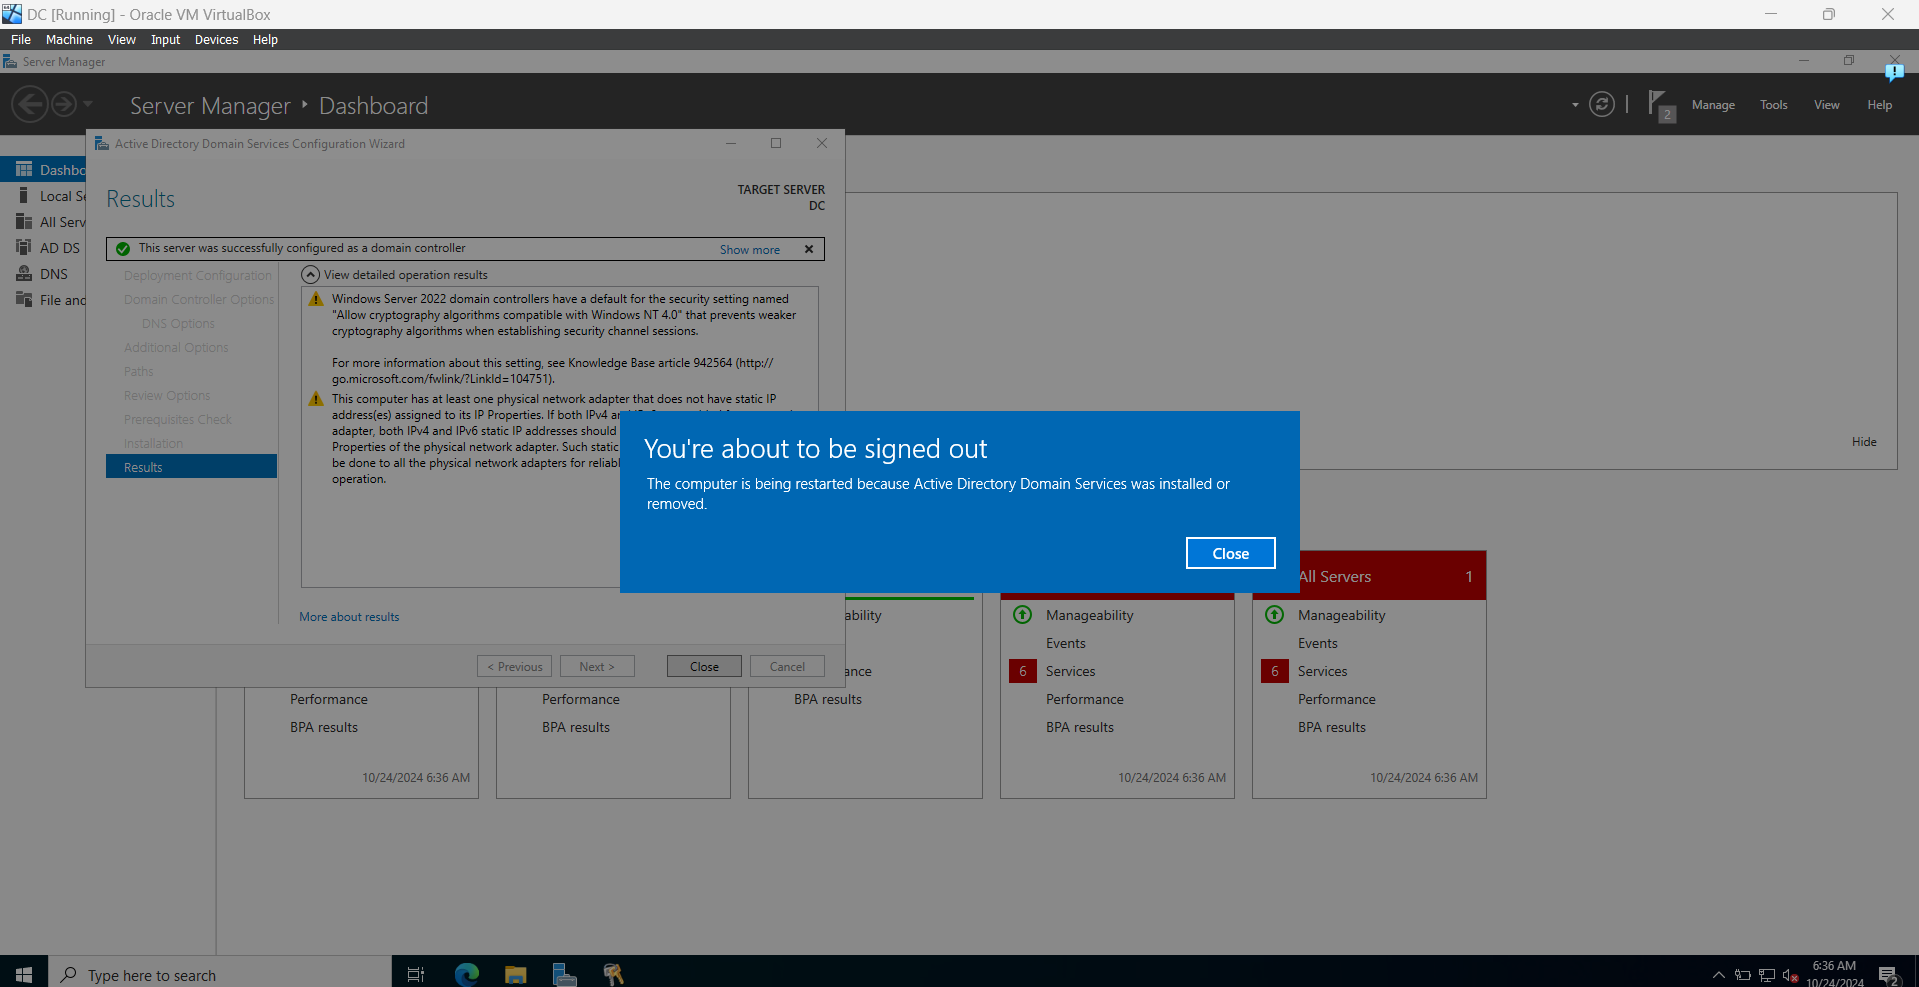 DC [Running] - Oracle VM VirtualBox
File Machine View Input Devices Help
Server Manager
Server Manager ‣ Dashboard
2
Manage Tools View Help
Active Directory Domain Services Configuration Wizard
Dashbo
Local Se
All Serv
AD DS
DNS
File and
Results
TARGET SERVER
DC
This server was successfully configured as a domain controller
Show more
Deployment Configuration
Domain Controller Options
DNS Options
Additional Options
Paths
Review Options
Prerequisites Check
Installation
Results
View detailed operation results
Windows Server 2022 domain controllers have a default for the security setting named
"Allow cryptography algorithms compatible with Windows NT 4.0" that prevents weaker
cryptography algorithms when establishing security channel sessions.
For more information about this setting, see Knowledge Base article 942564 (http://
go.microsoft.com/fwlink/?LinkId=104751).
This computer has at least one physical network adapter that does not have static IP
address(es) assigned to its IP Properties. If both IPv4 a
adapter, both IPv4 and IPv6 static IP addresses should
Properties of the physical network adapter. Such static
be done to all the physical network adapters for reliabl
operation.
More about results
< Previous
Next >
Close
Cancel
You're about to be signed out
The computer is being restarted because Active Directory Domain Services was installed or
removed.
Close
Hide
Performance
BPA results
10/24/2024 6:36 AM
Performance
BPA results
ability
ance
BPA results
Manageability
Events
6 Services
Performance
BPA results
10/24/2024 6:36 AM
All Servers 1
Manageability
Events
6 Services
Performance
BPA results
10/24/2024 6:36 AM
Type here to search
6:36 AM
10/24/2024
2